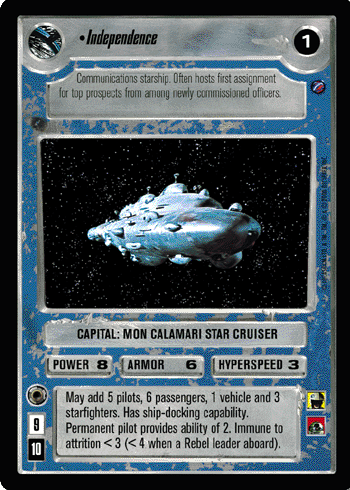 •Independence
1
Communications starship. Often hosts first assignment
for top prospects from among newly commissioned officers.
CAPITAL: MON CALAMARI STAR CRUISER
POWER 8
ARMOR 6
HYPERSPEED 3
May add 5 pilots, 6 passengers, 1 vehicle and 3
starfighters. Has ship-docking capability.
Permanent pilot provides ability of 2. Immune to
attrition < 3 (< 4 when a Rebel leader aboard).
9
10